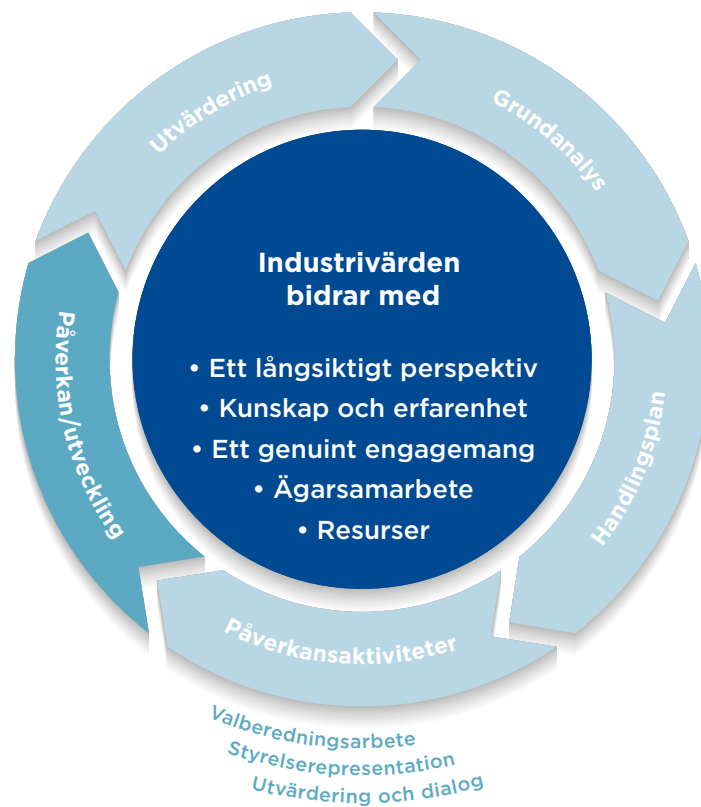 Utvärdering
Grundanalys
Industrivärden
bidrar med
• Ett långsiktigt perspektiv
• Kunskap och erfarenhet
• Ett genuint engagemang
• Ägarsamarbete
• Resurser
Påverkan/utveckling
Handlingsplan
Påverkansaktiviteter
Valberedningsarbete
Styrelserepresentation
Utvärdering och dialog